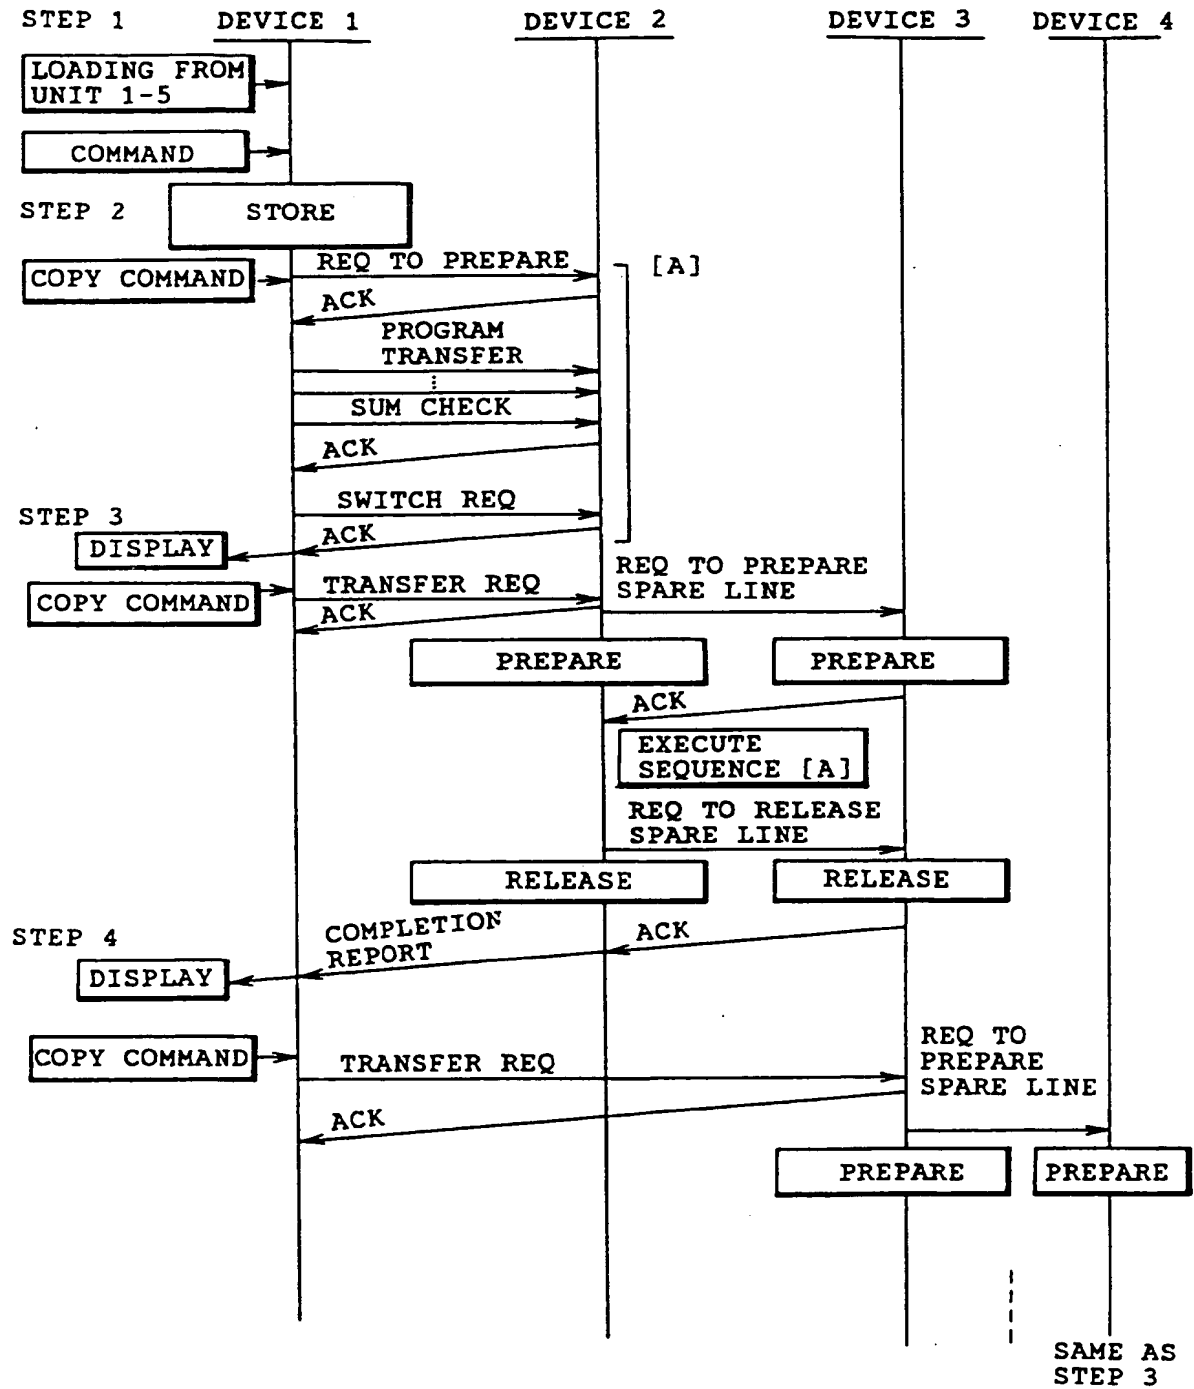 STEP 1
DEVICE 1
DEVICE 2
DEVICE 3
DEVICE 4
LOADING FROM
UNIT 1-5
COMMAND
STEP 2
STORE
COPY COMMAND
REQ TO PREPARE
[A]
ACK
PROGRAM
TRANSFER
SUM CHECK
ACK
SWITCH REQ
STEP 3
ACK
DISPLAY
REQ TO PREPARE
SPARE LINE
TRANSFER REQ
COPY COMMAND
ACK
PREPARE
PREPARE
ACK
EXECUTE
SEQUENCE [A]
REQ TO RELEASE
SPARE LINE
RELEASE
RELEASE
STEP 4
COMPLETION
REPORT
ACK
DISPLAY
REQ TO
PREPARE
SPARE LINE
COPY COMMAND
TRANSFER REQ
ACK
PREPARE
PREPARE
SAME AS
STEP 3